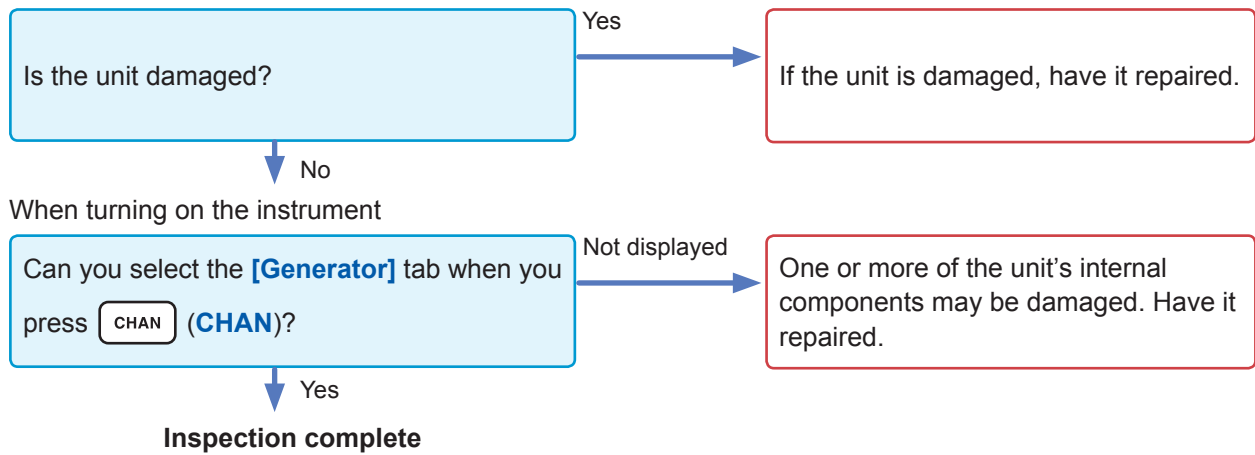 Is the unit damaged?
Yes
If the unit is damaged, have it repaired.
No
When turning on the instrument
Can you select the [Generator] tab when you
press CHAN (CHAN)?
Not displayed
One or more of the unit's internal
components may be damaged. Have it
repaired.
Yes
Inspection complete